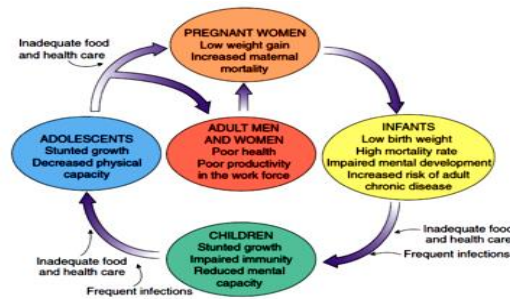 Inadequate food
and health care
PREGNANT WOMEN
Low weight gain
Increased maternal
mortality
ADOLESCENTS
Stunted growth
Decreased physical
capacity
ADULT MEN
AND WOMEN
Poor health
Poor productivity
in the work force
INFANTS
Low birth weight
High mortality rate
Impaired mental development
Increased risk of adult
chronic disease
Inadequate food
and health care
Frequent infections
CHILDREN
Stunted growth
Impaired immunity
Reduced mental
capacity
Inadequate food
and health care
Frequent infections